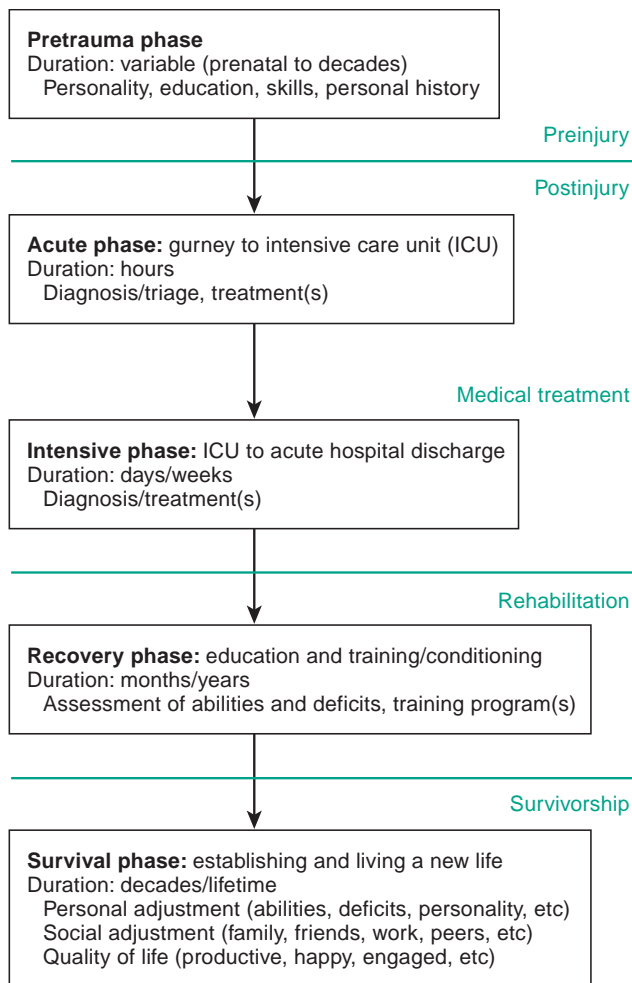 Pretrauma phase
Duration: variable (prenatal to decades)
Personality, education, skills, personal history
Preinjury
Postinjury
Acute phase: gurney to intensive care unit (ICU)
Duration: hours
Diagnosis/triage, treatment(s)
Medical treatment
Intensive phase: ICU to acute hospital discharge
Duration: days/weeks
Diagnosis/treatment(s)
Rehabilitation
Recovery phase: education and training/conditioning
Duration: months/years
Assessment of abilities and deficits, training program(s)
Survivorship
Survival phase: establishing and living a new life
Duration: decades/lifetime
Personal adjustment (abilities, deficits, personality, etc)
Social adjustment (family, friends, work, peers, etc)
Quality of life (productive, happy, engaged, etc)